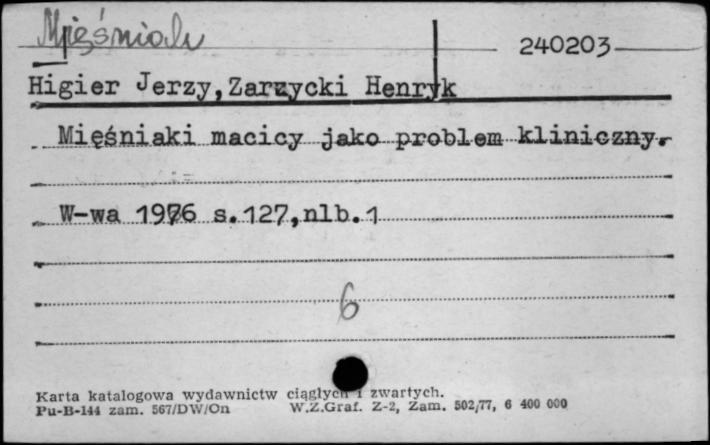 Mięśniak
240203
Higier Jerzy,Zarzycki Henryk
Mięśniaki macicy jako problem kliniczny.
W-wa 1976 s.127,nlb.1
6
Karta katalogowa wydawnictw ciągłych i zwartych.
Pu-B-144 zam. 567/DW/On W.Z.Graf. Z-2, Zam. 502/77, 6 400 000